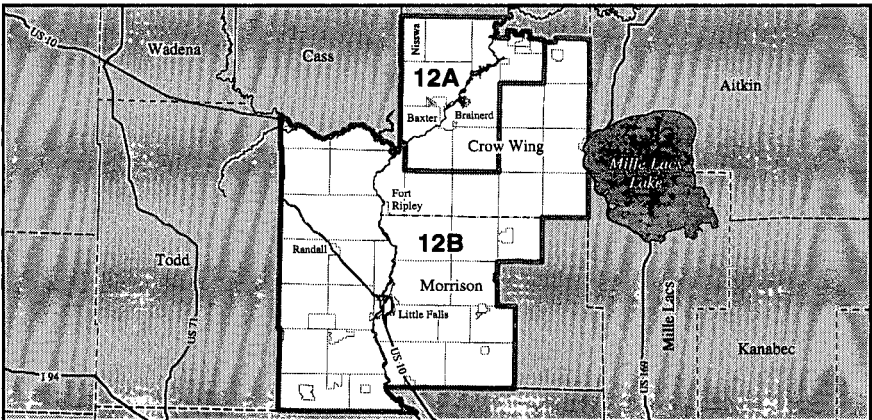 US 10
Wadena
Cass
Nisswa
12A
Aitkin
Baxter
Brainerd
Crow Wing
Mille Lacs
Lake
Fort
Ripley
12B
Randall
Todd
Morrison
Little Falls
US 71
US 10
Mille Lacs
US 169
Kanabec
I 94